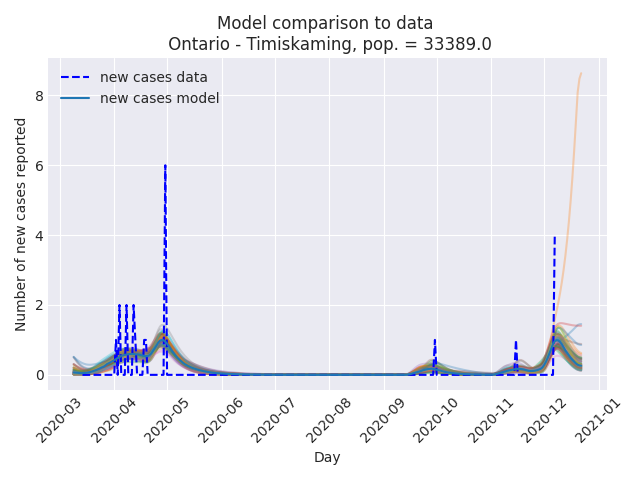 Model comparison to data
Ontario - Timiskaming, pop. = 33389.0
new cases data
new cases model
Number of new cases reported
8
6
4
2
0
2020-03
2020-04
2020-05
2020-06
2020-07
2020-08
2020-09
2020-10
2020-11
2020-12
2021-01
Day